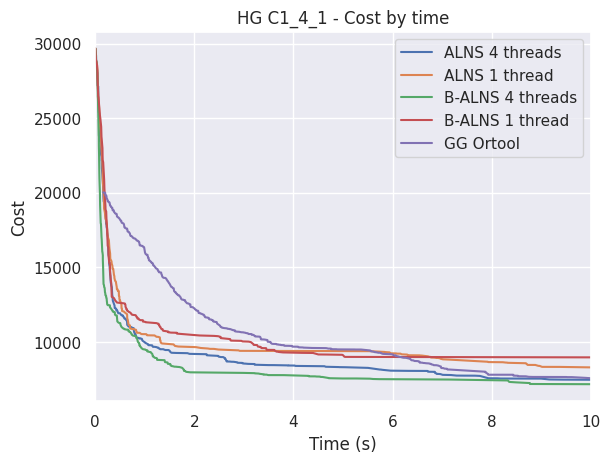 HG C1_4_1 - Cost by time
ALNS 4 threads
ALNS 1 thread
B-ALNS 4 threads
B-ALNS 1 thread
GG Ortool
Cost
30000
25000
20000
15000
10000
0 2 4 6 8 10
Time (s)